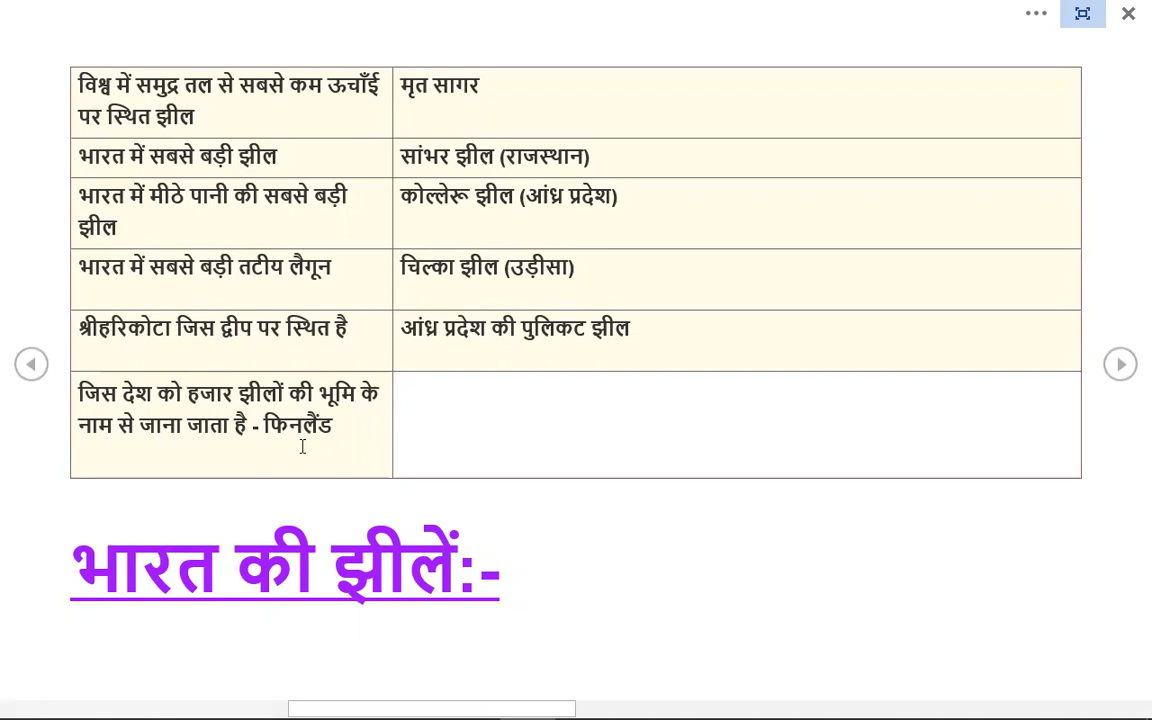 विश्व में समुद्र तल से सबसे कम ऊचाँई
पर स्थित झील
मृत सागर
भारत में सबसे बड़ी झील
सांभर झील (राजस्थान)
भारत में मीठे पानी की सबसे बड़ी
झील
कोल्लेरू झील (आंध्र प्रदेश)
भारत में सबसे बड़ी तटीय लैगून
चिल्का झील (उड़ीसा)
श्रीहरिकोटा जिस द्वीप पर स्थित है
आंध्र प्रदेश की पुलिकट झील
जिस देश को हजार झीलों की भूमि के
नाम से जाना जाता है - फिनलैंड
भारत की झीलें:-